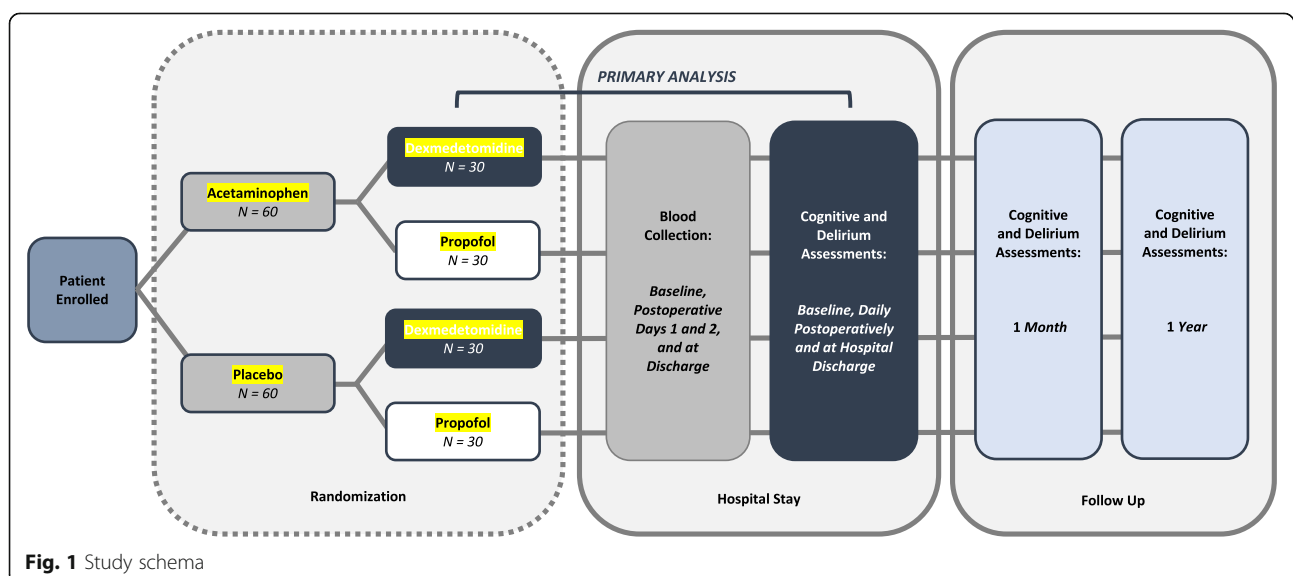 PRIMARY ANALYSIS
Patient
Enrolled
Acetaminophen
N = 60
Placebo
N = 60
Dexmedetomidine
N = 30
Propofol
N = 30
Dexmedetomidine
N = 30
Propofol
N = 30
Randomization
Blood
Collection:
Baseline,
Postoperative
Days 1 and 2,
and at
Discharge
Cognitive and
Delirium
Assessments:
Baseline, Daily
Postoperatively
and at Hospital
Discharge
Hospital Stay
Cognitive
and Delirium
Assessments:
1 Month
Cognitive
and Delirium
Assessments:
1 Year
Follow Up
Fig. 1 Study schema